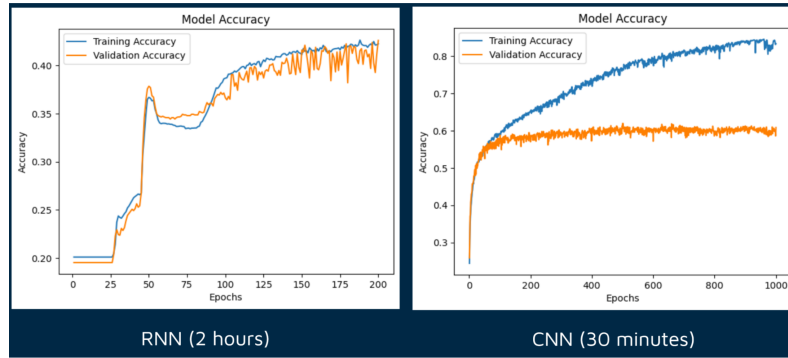 Model Accuracy
Training Accuracy
Validation Accuracy
Accuracy
0.40
0.35
0.30
0.25
0.20
0
25
50
75
100
125
150
175
200
Epochs
RNN (2 hours)
Model Accuracy
Training Accuracy
Validation Accuracy
Accuracy
0.8
0.7
0.6
0.5
0.4
0.3
0
200
400
600
800
1000
Epochs
CNN (30 minutes)